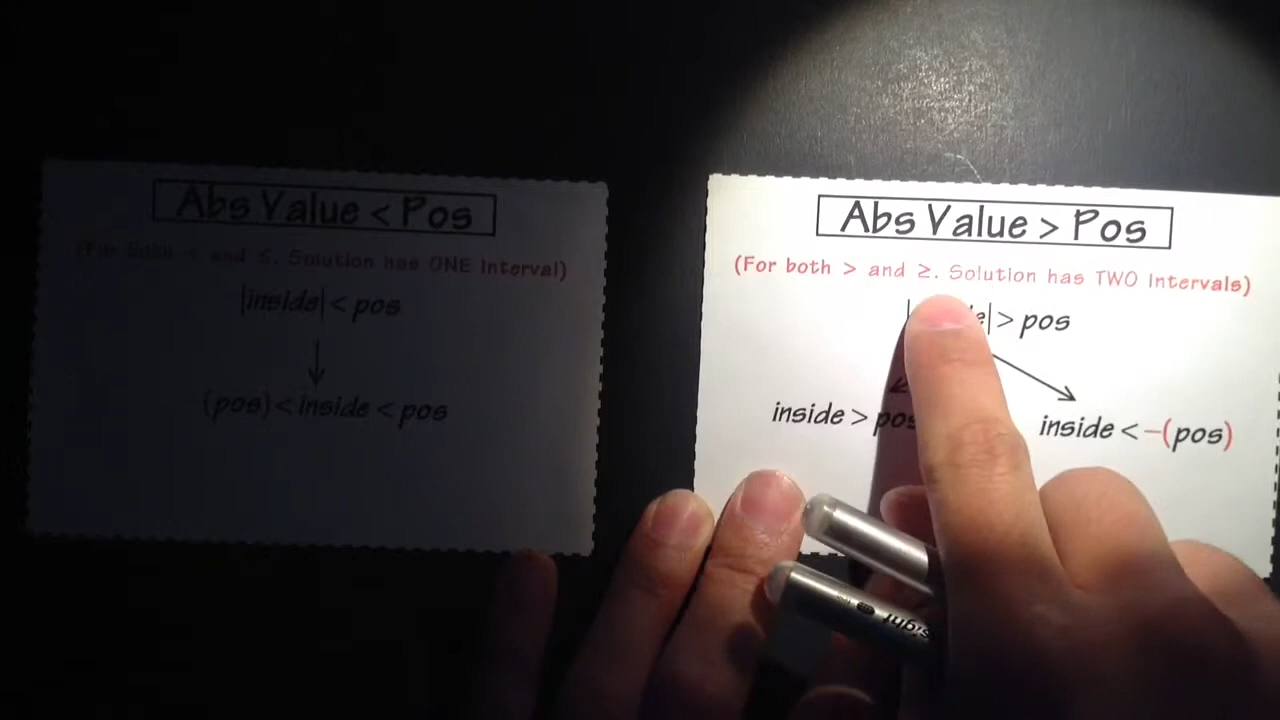 Abs Value < Pos
(For both < and ≤. Solution has ONE Interval)
|inside| < pos
(pos) < inside < pos
Abs Value > Pos
(For both > and ≥. Solution has TWO Intervals)
> pos
inside > pos
inside < -(pos)